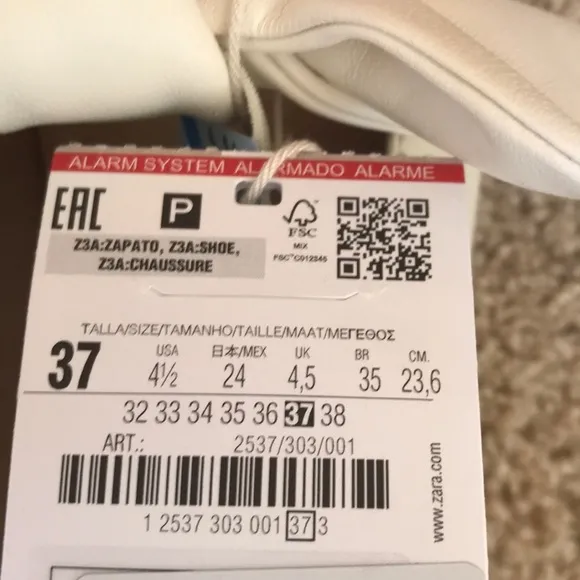 ALARM SYSTEM ALARMADO ALARME
EAC P FSC
MIX
FSC™C012345
Z3A:ZAPATO, Z3A:SHOE,
Z3A:CHAUSSURE
TALLA/SIZE/TAMANHO/TAILLE/MAAT/ΜΕΓΕΘΟΣ
USA 日本/MEX UK BR CM.
37 4½ 24 4,5 35 23,6
32 33 34 35 36 37 38
ART.: 2537/303/001
1 2537 303 001 37 3
www.zara.com